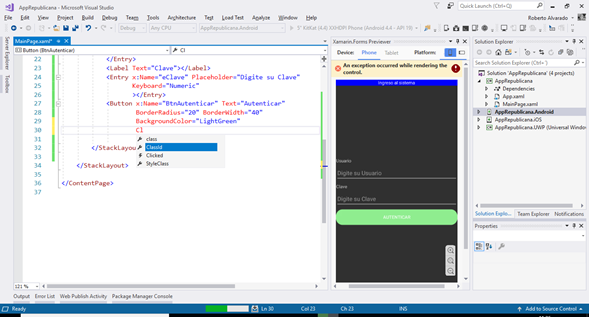 AppRepublicana - Microsoft Visual Studio
Quick Launch (Ctrl+Q)
File Edit View Project Build Debug Team Tools Architecture Test Load Test Analyze Window Help
Roberto Alvarado
Debug Any CPU KitKat (4.4) XXHDPI Phone (Android 4.4 - API 19)
MainPage.xaml*
Button (BtnAutenticar) Cl
22 </Entry>
23 <Label Text="Clave"></Label>
24 <Entry x:Name="eClave" Placeholder="Digite su Clave"
25 Keyboard="Numeric"
26 ></Entry>
27 <Button x:Name="BtnAutenticar" Text="Autenticar"
28 BorderRadius="20" BorderWidth="40"
29 BackgroundColor="LightGreen"
30 Cl
31
class
32 </StackLayou
ClassId
33
Clicked
34 </StackLayout>
StyleClass
35
36 </ContentPage>
37
121 %
Server Explorer
Toolbox
Xamarin.Forms Previewer
Device: Phone Tablet Platform:
An exception occurred while rendering the control.
Ingreso al sistema
Usuario
Digite su Usuario
Clave
Digite su Clave
AUTENTICAR
Solution Explorer
Search Solution Explorer (Ctrl+;)
Solution 'AppRepublicana' (4 projects)
AppRepublicana
Dependencies
App.xaml
MainPage.xaml
AppRepublicana.Android
AppRepublicana.iOS
AppRepublicana.UWP (Universal Window
Solution Explo... Team Explorer Notifications
Properties
Output Error List Web Publish Activity Package Manager Console
Ready Ln 30 Col 23 Ch 23 INS Add to Source Control